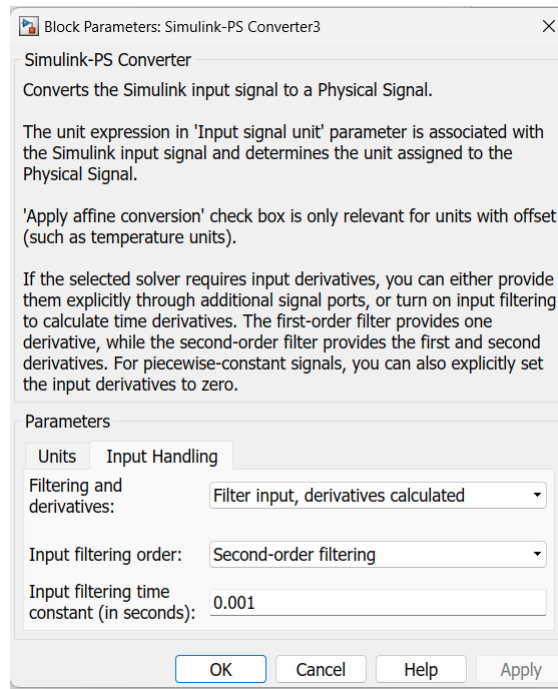 Block Parameters: Simulink-PS Converter3
Simulink-PS Converter
Converts the Simulink input signal to a Physical Signal.
The unit expression in 'Input signal unit' parameter is associated with
the Simulink input signal and determines the unit assigned to the
Physical Signal.
'Apply affine conversion' check box is only relevant for units with offset
(such as temperature units).
If the selected solver requires input derivatives, you can either provide
them explicitly through additional signal ports, or turn on input filtering
to calculate time derivatives. The first-order filter provides one
derivative, while the second-order filter provides the first and second
derivatives. For piecewise-constant signals, you can also explicitly set
the input derivatives to zero.
Parameters
Units Input Handling
Filtering and
derivatives: Filter input, derivatives calculated
Input filtering order: Second-order filtering
Input filtering time
constant (in seconds): 0.001
OK Cancel Help Apply